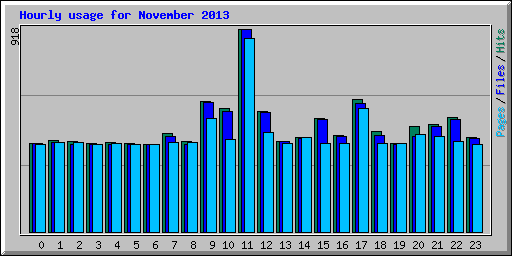 Hourly usage for November 2013
918
Pages / Files / Hits
0 1 2 3 4 5 6 7 8 9 10 11 12 13 14 15 16 17 18 19 20 21 22 23